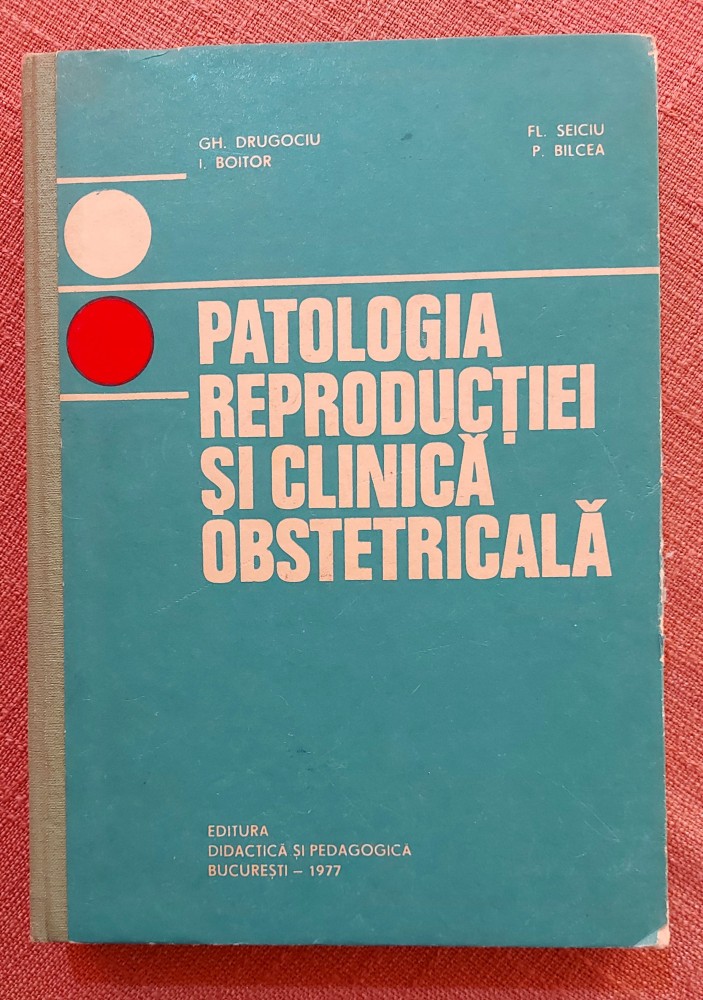 GH. DRUGOCIU
I. BOITOR
FL. SEICIU
P. BILCEA
PATOLOGIA
REPRODUCȚIEI
ȘI CLINICĂ
OBSTETRICALĂ
EDITURA
DIDACTICĂ ȘI PEDAGOGICĂ
BUCUREȘTI – 1977